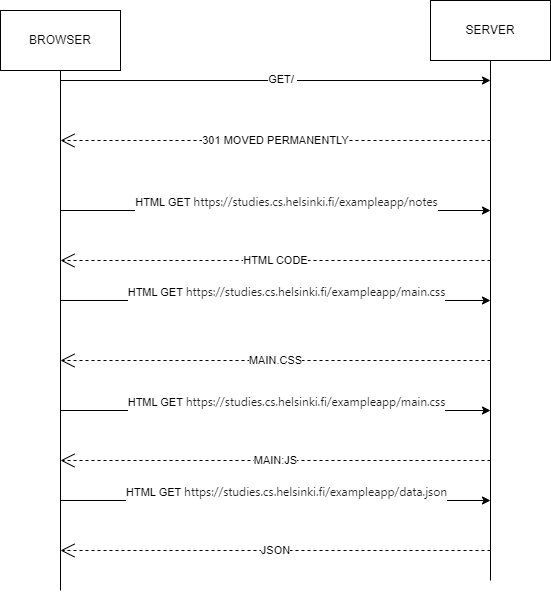 BROWSER
SERVER
GET/
301 MOVED PERMANENTLY
HTML GET https://studies.cs.helsinki.fi/exampleapp/notes
HTML CODE
HTML GET https://studies.cs.helsinki.fi/exampleapp/main.css
MAIN.CSS
HTML GET https://studies.cs.helsinki.fi/exampleapp/main.css
MAIN.JS
HTML GET https://studies.cs.helsinki.fi/exampleapp/data.json
JSON